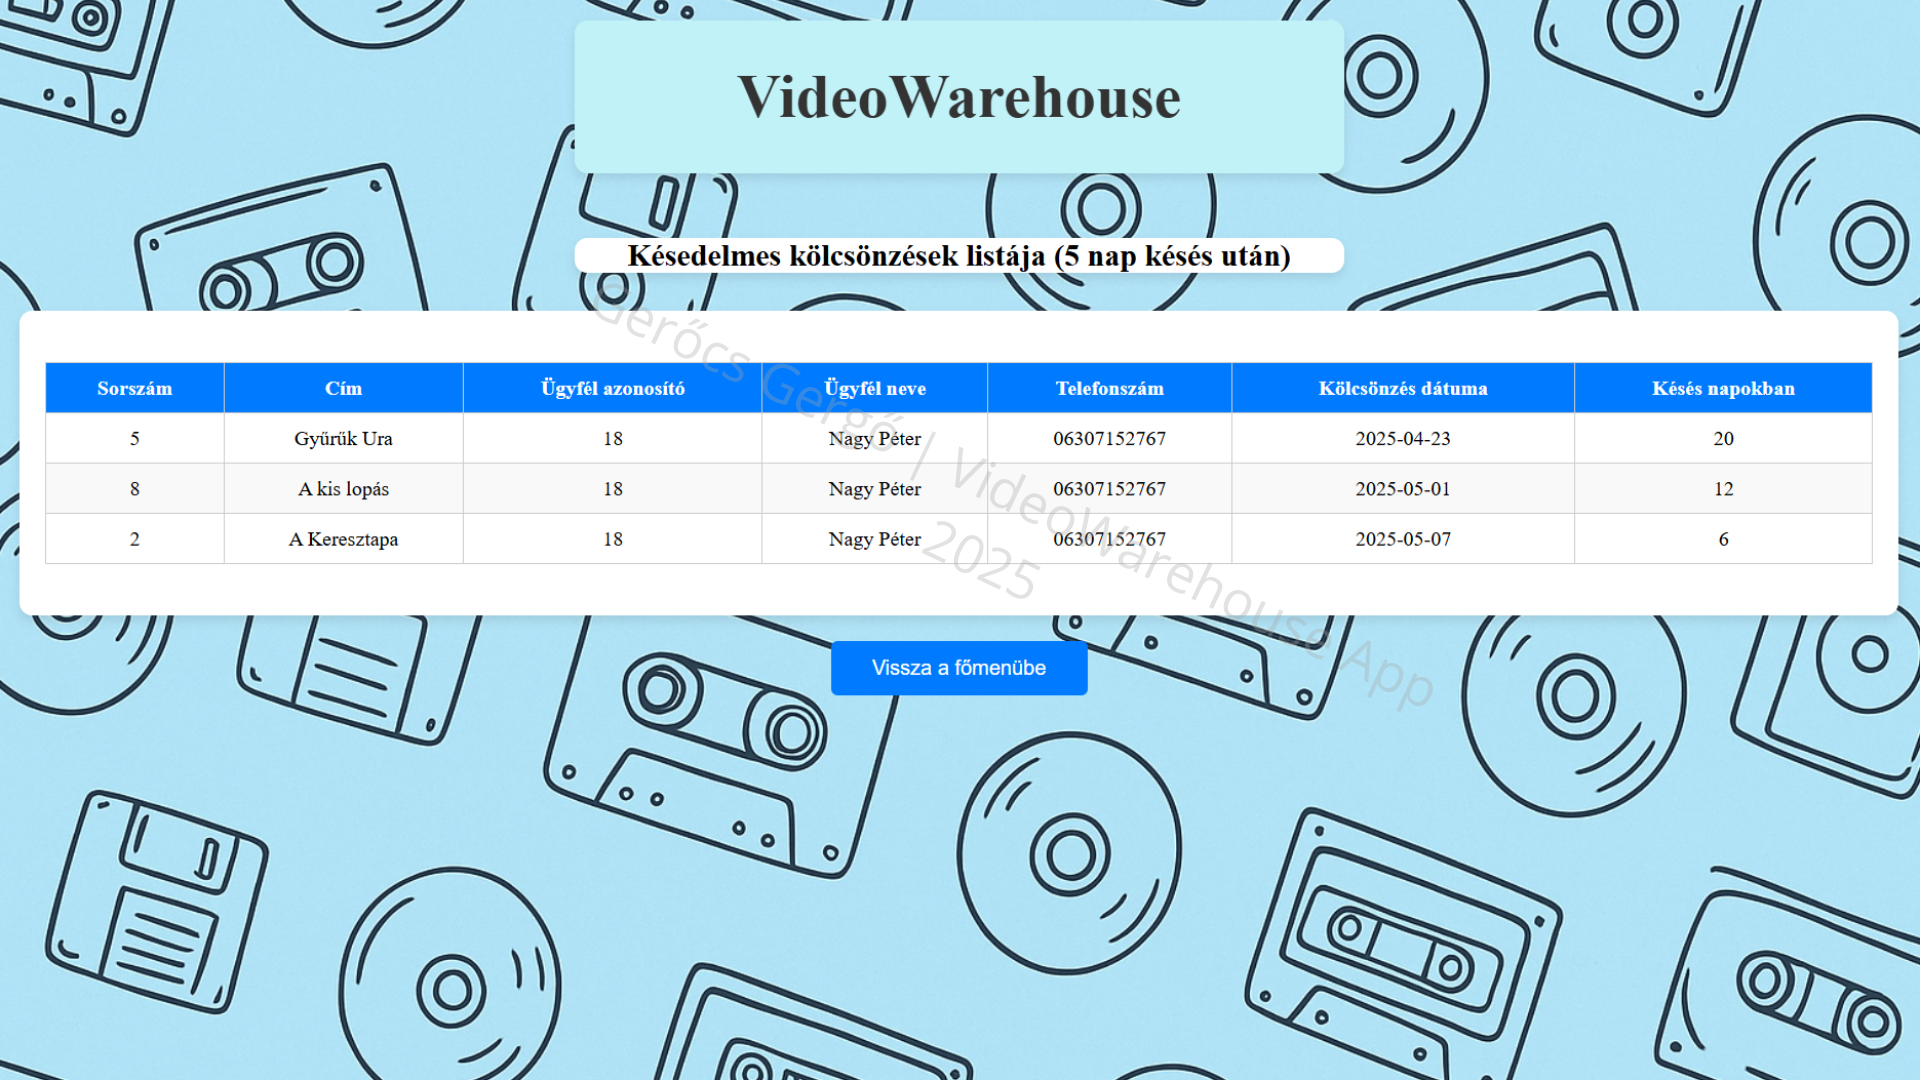 VideoWarehouse
Késedelmes kölcsönzések listája (5 nap késés után)
Sorszám Cím Ügyfél azonosító Ügyfél neve Telefonszám Kölcsönzés dátuma Késés napokban
5 Gyűrűk Ura 18 Nagy Péter 06307152767 2025-04-23 20
8 A kis lopás 18 Nagy Péter 06307152767 2025-05-01 12
2 A Keresztapa 18 Nagy Péter 06307152767 2025-05-07 6
Vissza a főmenübe
Gerőcs Gergő | VideoWarehouse App
2025